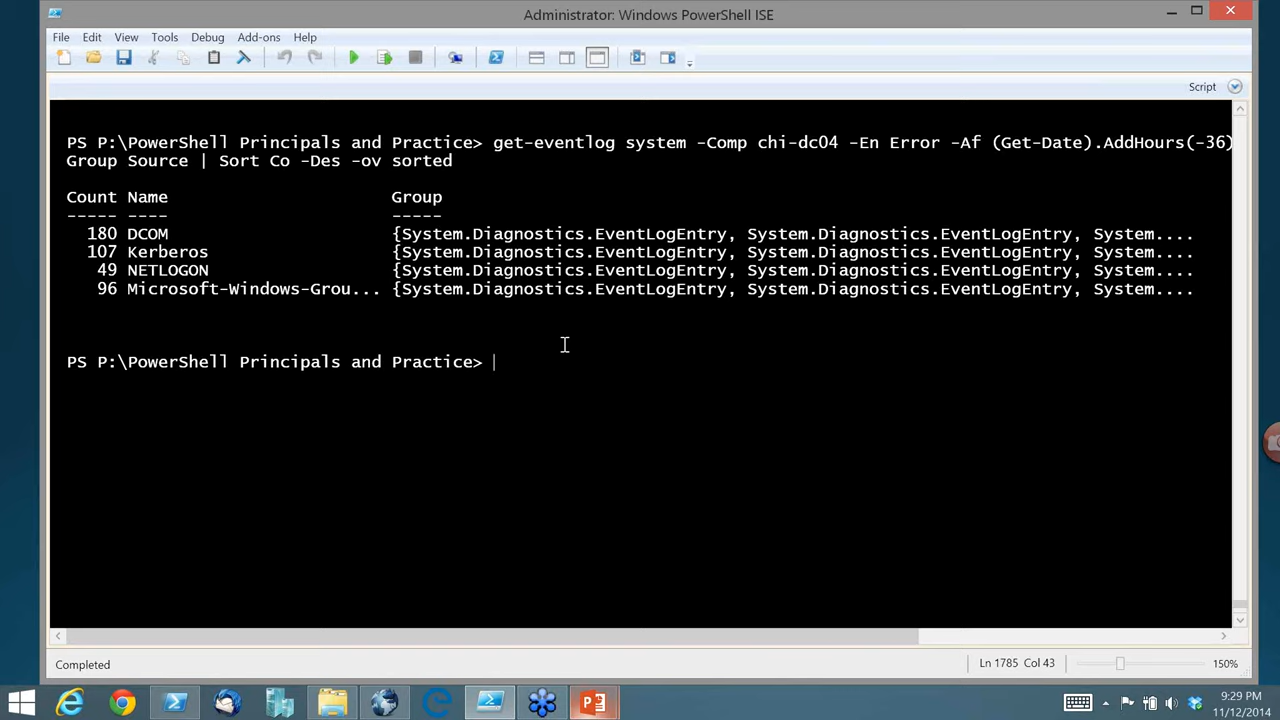 Administrator: Windows PowerShell ISE
File Edit View Tools Debug Add-ons Help
Script
PS P:\PowerShell Principals and Practice> get-eventlog system -Comp chi-dc04 -En Error -Af (Get-Date).AddHours(-36)
Group Source | Sort Co -Des -ov sorted
Count Name Group
----- ---- -----
180 DCOM {System.Diagnostics.EventLogEntry, System.Diagnostics.EventLogEntry, System....
107 Kerberos {System.Diagnostics.EventLogEntry, System.Diagnostics.EventLogEntry, System....
49 NETLOGON {System.Diagnostics.EventLogEntry, System.Diagnostics.EventLogEntry, System....
96 Microsoft-Windows-Grou... {System.Diagnostics.EventLogEntry, System.Diagnostics.EventLogEntry, System....
PS P:\PowerShell Principals and Practice>
Completed Ln 1785 Col 43 150%
9:29 PM
11/12/2014